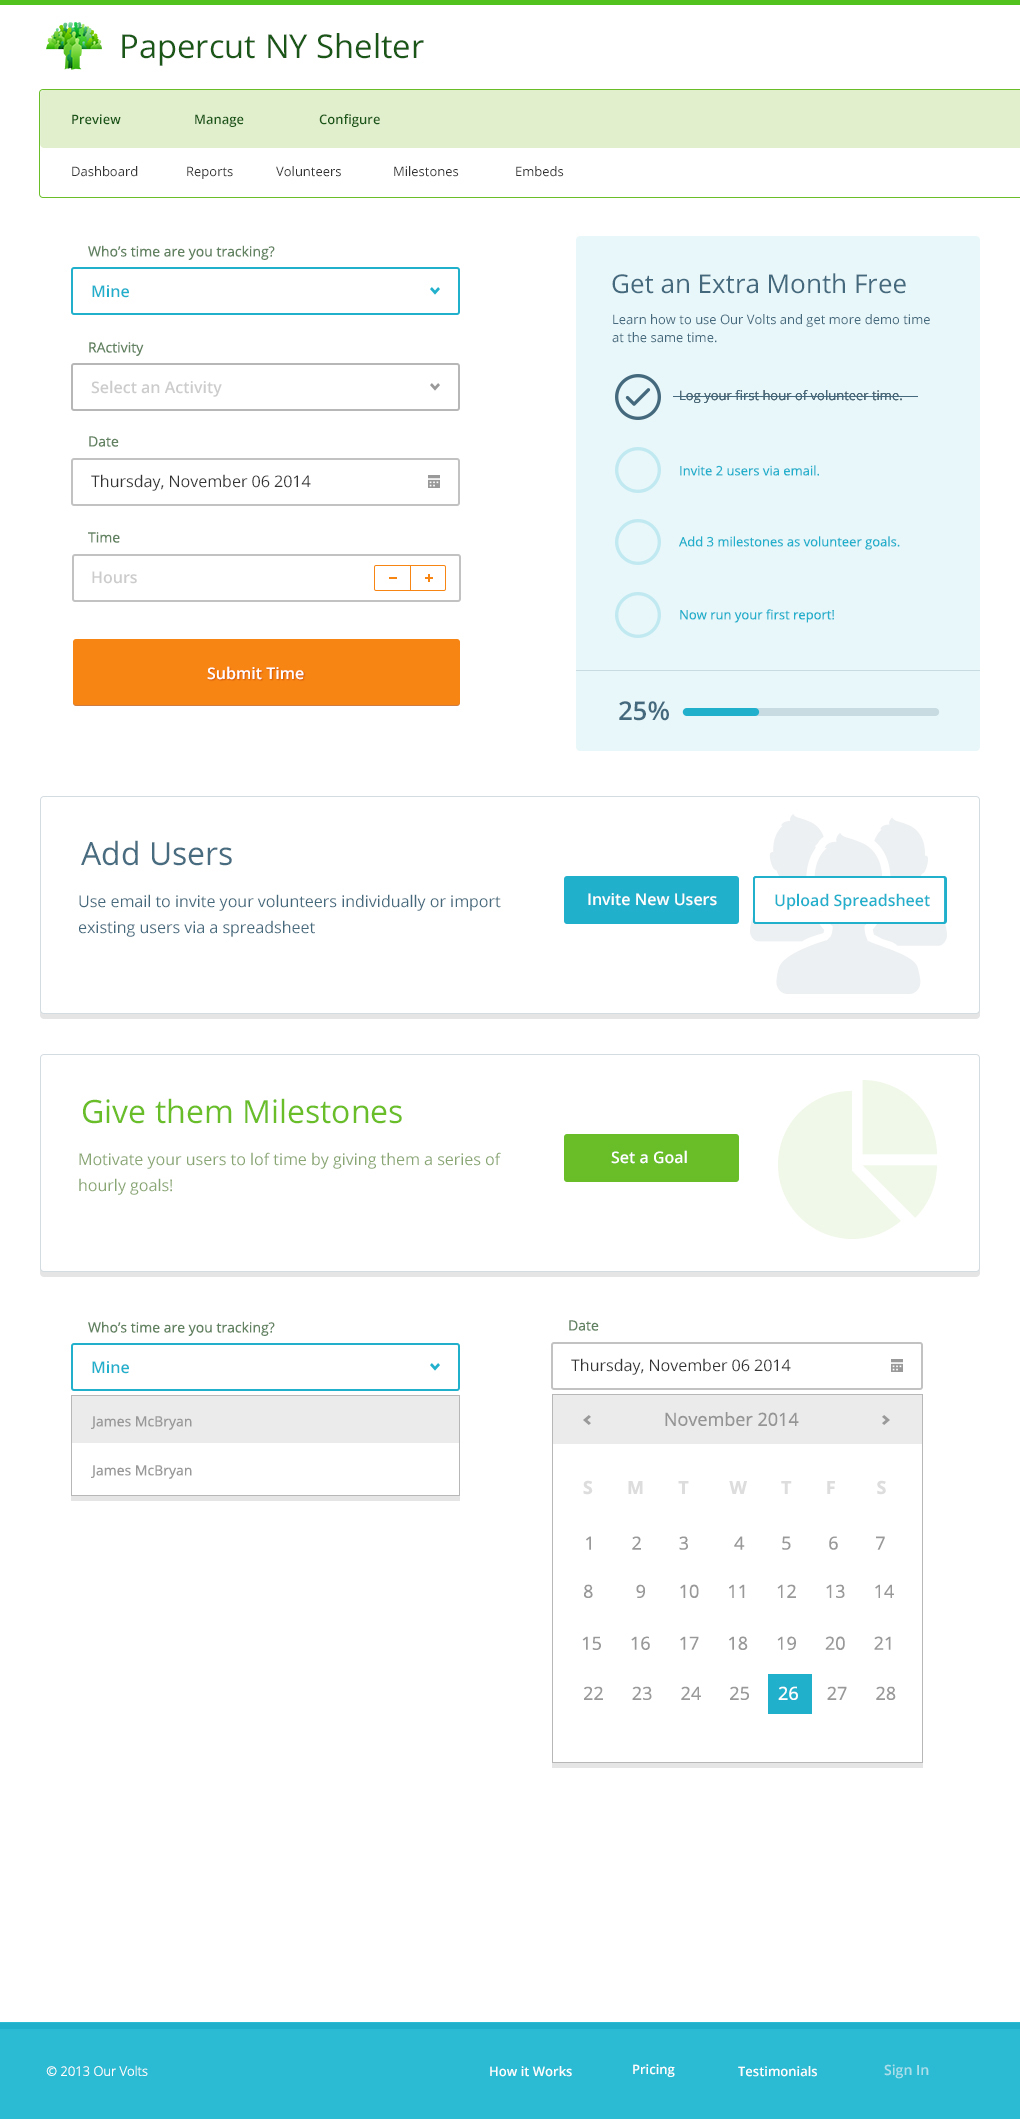 Papercut NY Shelter
Preview Manage Configure
Dashboard Reports Volunteers Milestones Embeds
Who's time are you tracking?
Mine
RActivity
Select an Activity
Date
Thursday, November 06 2014
Time
Hours - +
Submit Time
Get an Extra Month Free
Learn how to use Our Volts and get more demo time
at the same time.
Log your first hour of volunteer time.
Invite 2 users via email.
Add 3 milestones as volunteer goals.
Now run your first report!
25%
Add Users
Use email to invite your volunteers individually or import
existing users via a spreadsheet
Invite New Users Upload Spreadsheet
Give them Milestones
Motivate your users to lof time by giving them a series of
hourly goals!
Set a Goal
Who's time are you tracking?
Mine
James McBryan
James McBryan
Date
Thursday, November 06 2014
November 2014
S M T W T F S
1 2 3 4 5 6 7
8 9 10 11 12 13 14
15 16 17 18 19 20 21
22 23 24 25 26 27 28
© 2013 Our Volts How it Works Pricing Testimonials Sign In